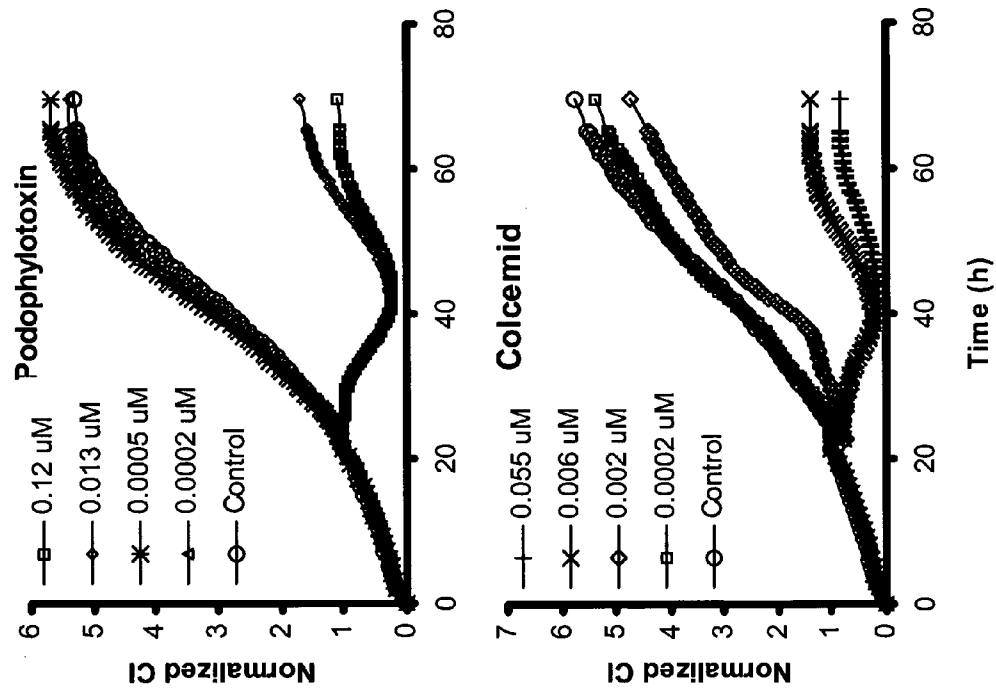 Podophylotoxin
0.12 uM
0.013 uM
0.0005 uM
0.0002 uM
Control
Normalized CI
6
5
4
3
2
1
0
0
20
40
60
80
Colcemid
0.055 uM
0.006 uM
0.002 uM
0.0002 uM
Control
Normalized CI
7
6
5
4
3
2
1
0
0
20
40
60
80
Time (h)